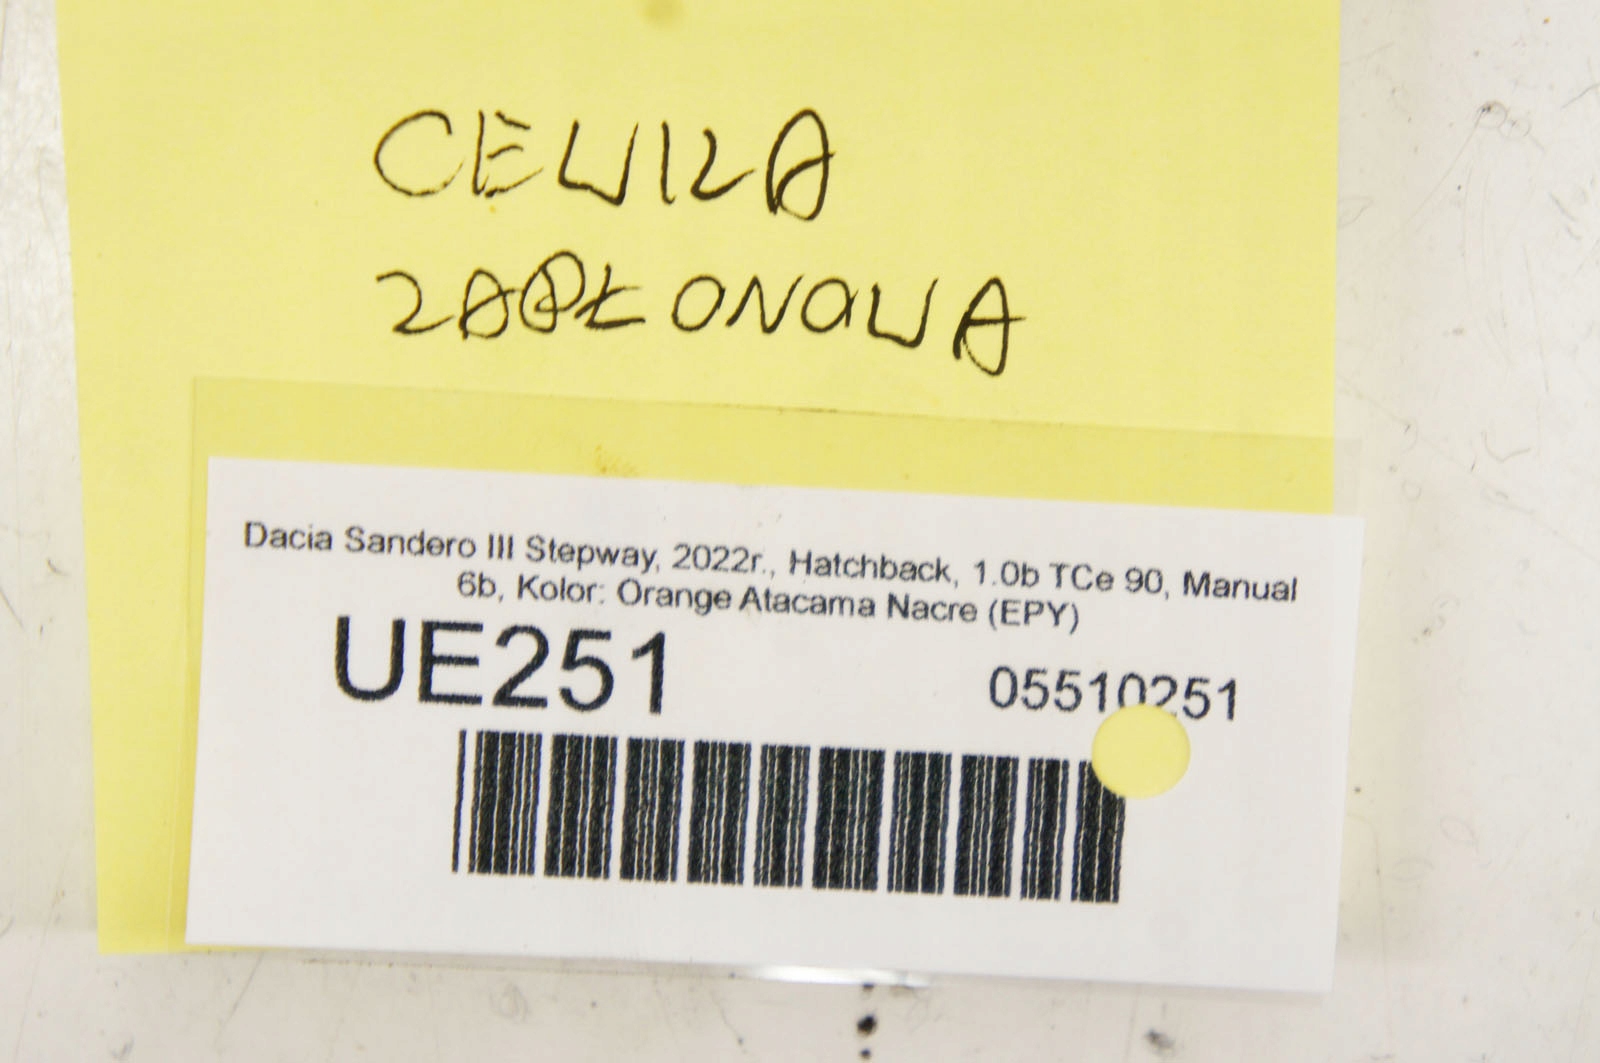 CEWKA
ZAPŁONOWA
Dacia Sandero III Stepway, 2022r., Hatchback, 1.0b TCe 90, Manual
6b, Kolor: Orange Atacama Nacre (EPY)
UE251
05510251